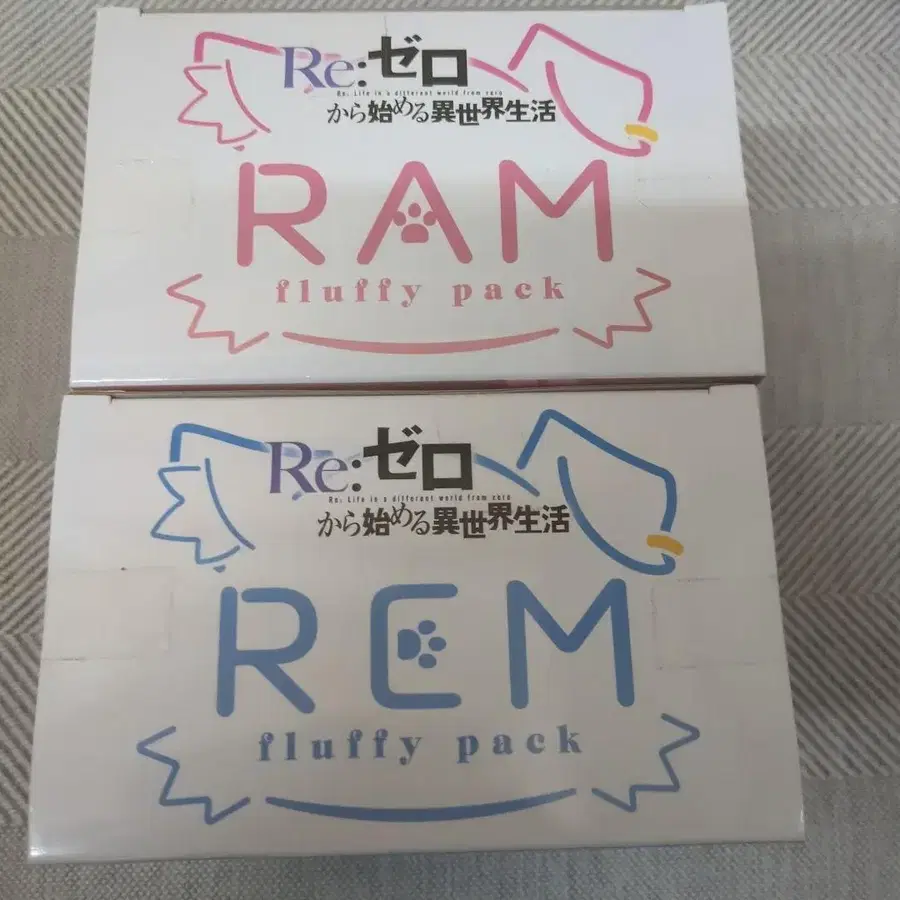 Re:ゼロ
Re: Life in a different world from zero
から始める異世界生活
RAM
fluffy pack
Re:ゼロ
Re: Life in a different world from zero
から始める異世界生活
REM
fluffy pack